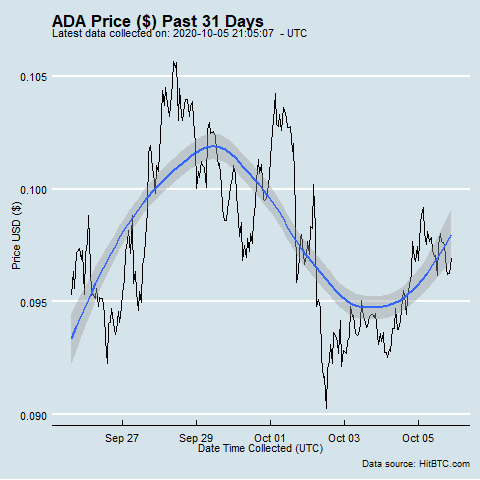 ADA Price ($) Past 31 Days
Latest data collected on: 2020-10-05 21:05:07 - UTC
0.105
0.100
0.095
0.090
Price USD ($)
Sep 27 Sep 29 Oct 01 Oct 03 Oct 05
Date Time Collected (UTC)
Data source: HitBTC.com